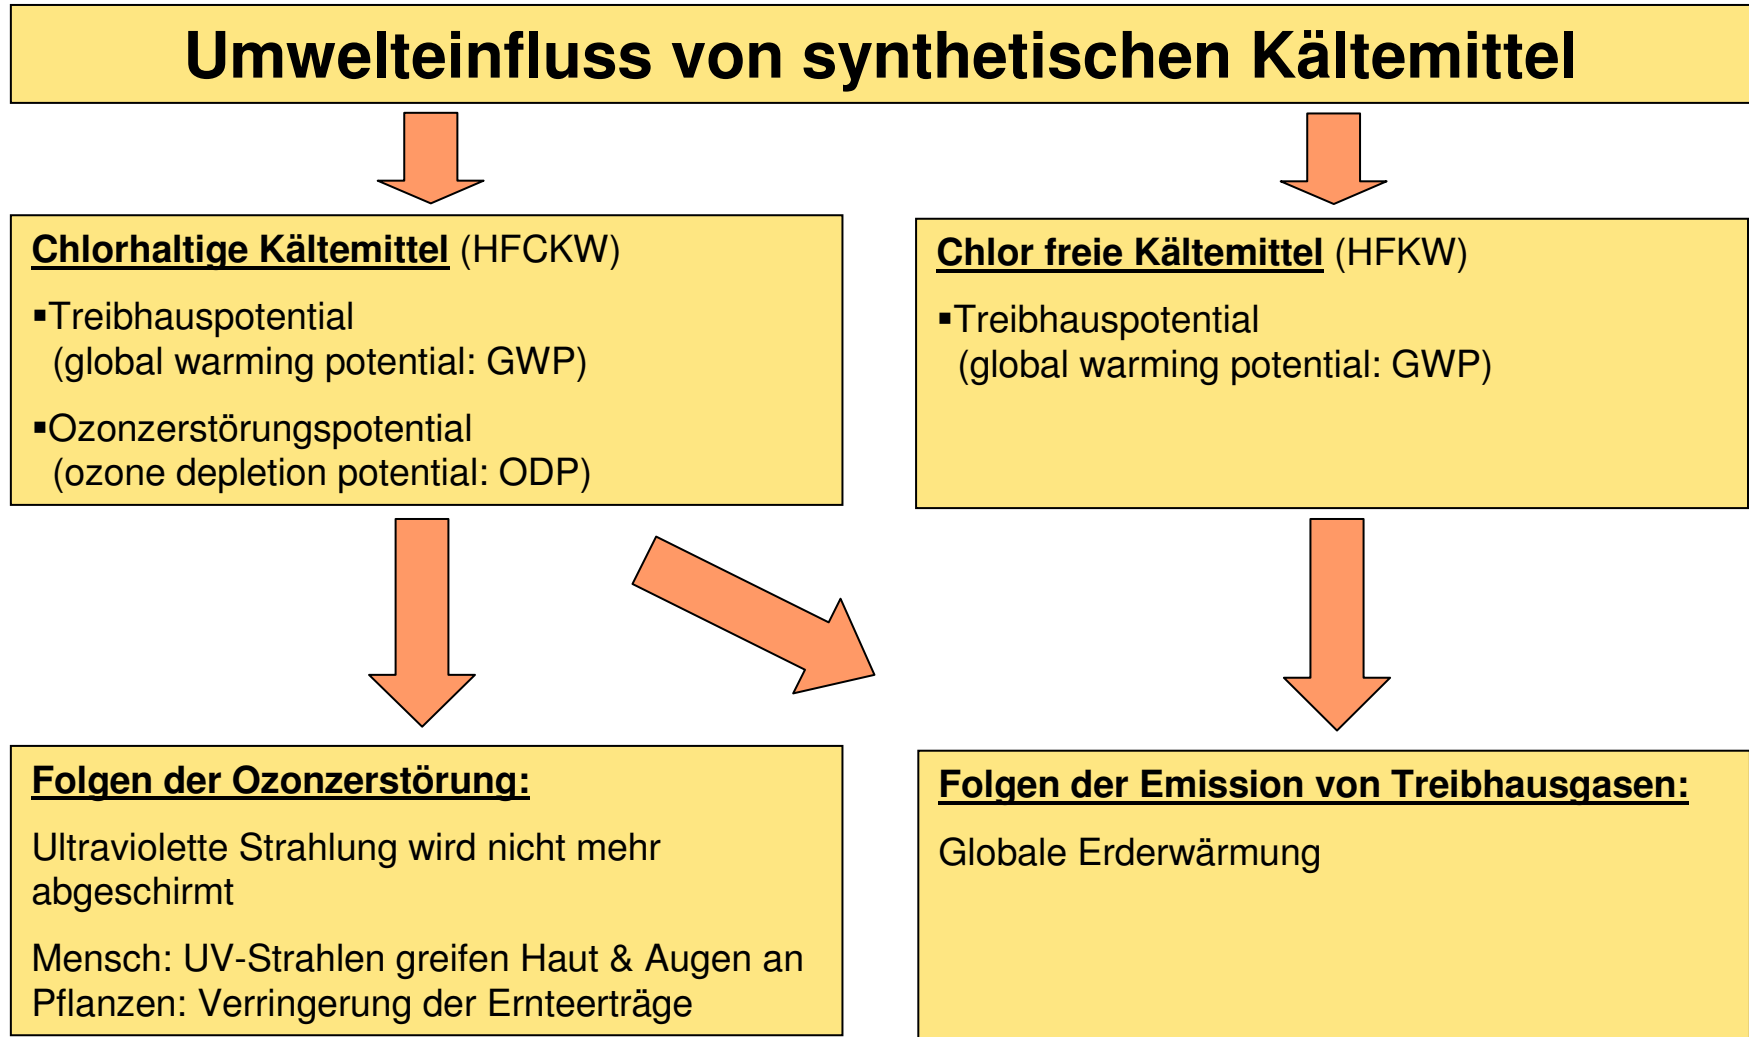 Umwelteinfluss von synthetischen Kältemittel
Chlorhaltige Kältemittel (HFCKW)
▪Treibhauspotential
(global warming potential: GWP)
▪Ozonzerstörungspotential
(ozone depletion potential: ODP)
Chlor freie Kältemittel (HFKW)
▪Treibhauspotential
(global warming potential: GWP)
Folgen der Ozonzerstörung:
Ultraviolette Strahlung wird nicht mehr
abgeschirmt
Mensch: UV-Strahlen greifen Haut & Augen an
Pflanzen: Verringerung der Ernteerträge
Folgen der Emission von Treibhausgasen:
Globale Erderwärmung